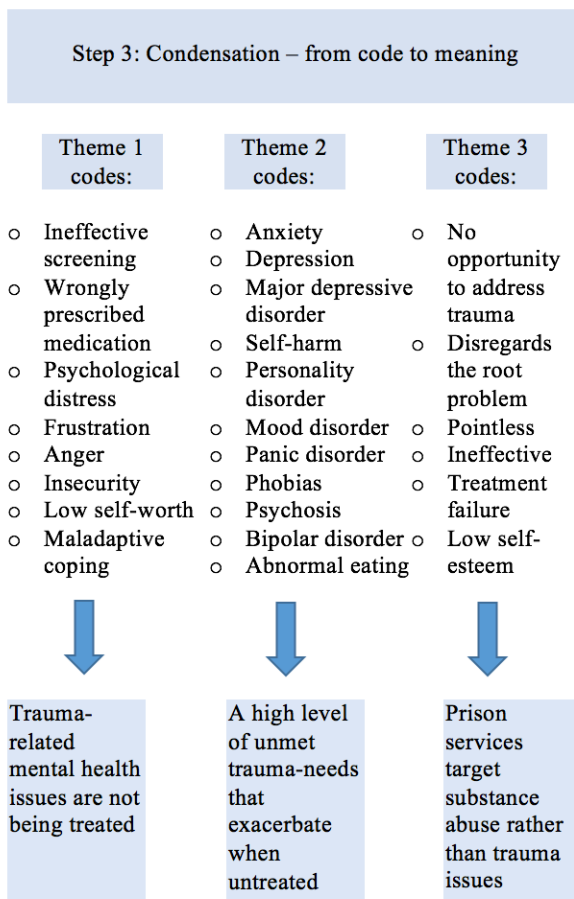 Step 3: Condensation – from code to meaning
Theme 1
codes:
Theme 2
codes:
Theme 3
codes:
o Ineffective
screening
o Wrongly
prescribed
medication
o Psychological
distress
o Frustration
o Anger
o Insecurity
o Low self-worth
o Maladaptive
coping
o Anxiety
o Depression
o Major depressive
disorder
o Self-harm
o Personality
disorder
o Mood disorder
o Panic disorder
o Phobias
o Psychosis
o Bipolar disorder
o Abnormal eating
o No
opportunity
to address
trauma
o Disregards
the root
problem
o Pointless
o Ineffective
o Treatment
failure
o Low self-
esteem
Trauma-
related
mental health
issues are not
being treated
A high level
of unmet
trauma-needs
that
exacerbate
when
untreated
Prison
services
target
substance
abuse rather
than trauma
issues